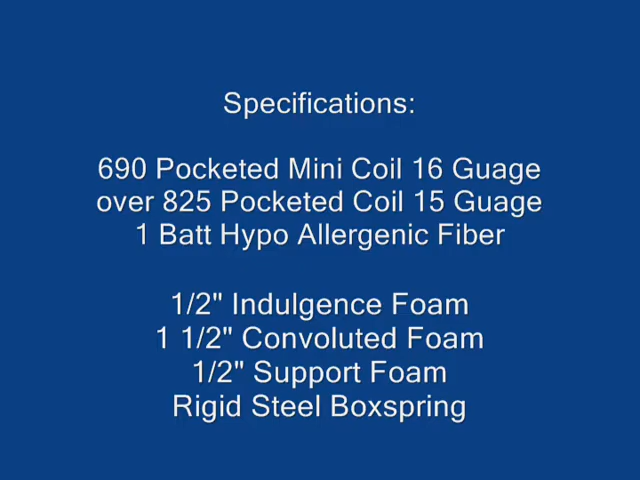 Specifications:
690 Pocketed Mini Coil 16 Guage
over 825 Pocketed Coil 15 Guage
1 Batt Hypo Allergenic Fiber
1/2" Indulgence Foam
1 1/2" Convoluted Foam
1/2" Support Foam
Rigid Steel Boxspring